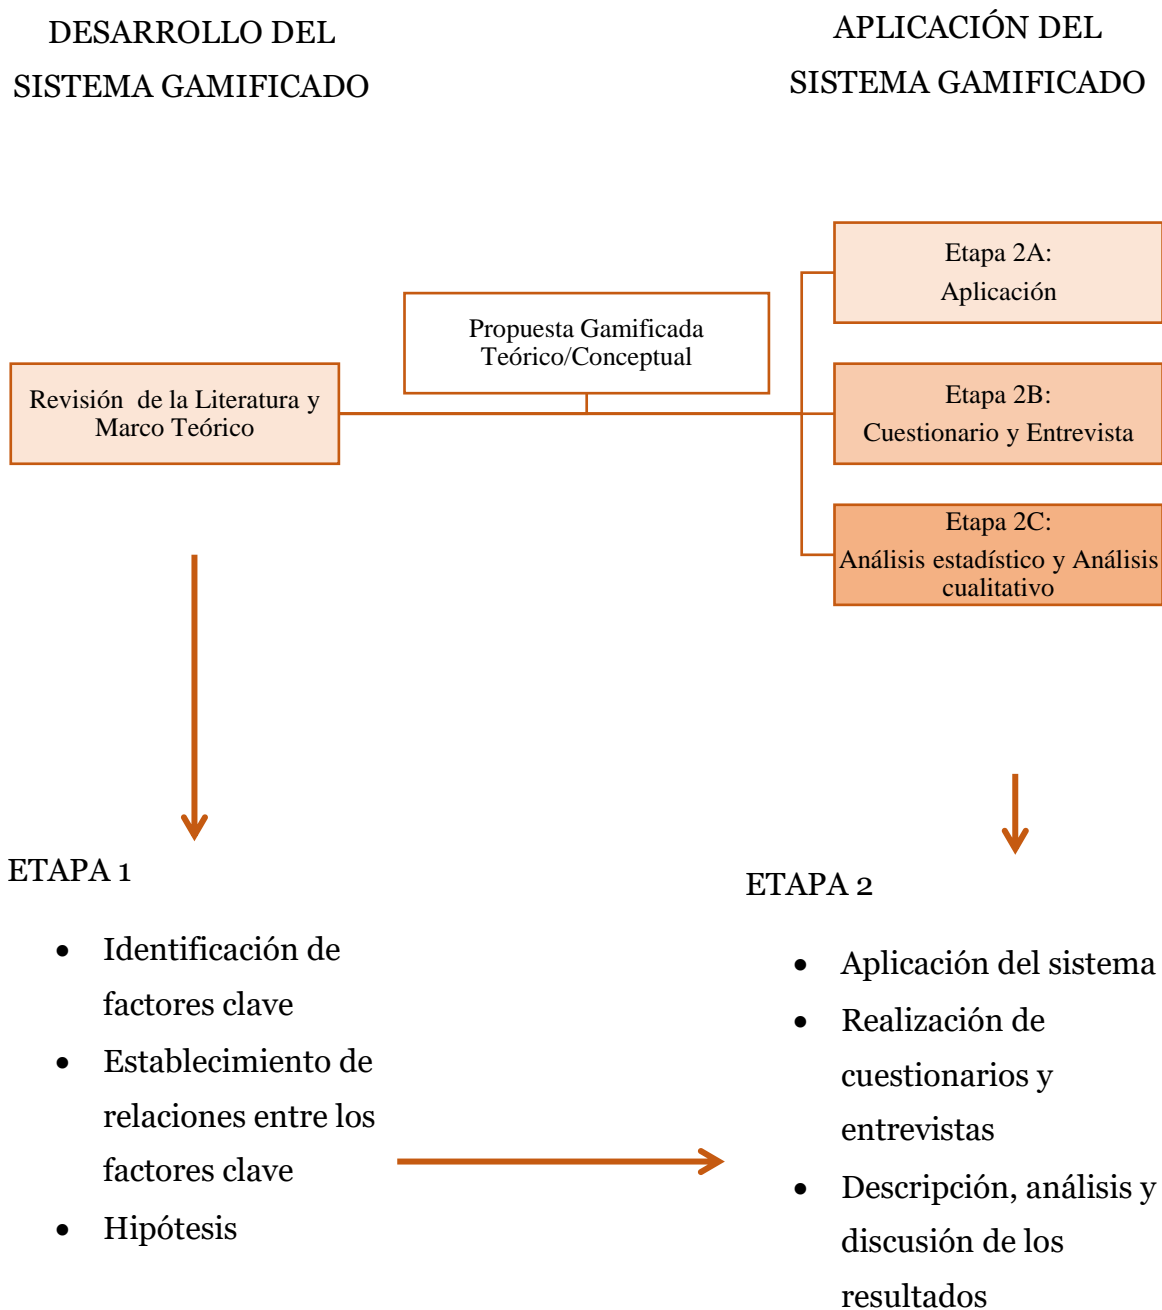 DESARROLLO DEL
SISTEMA GAMIFICADO
APLICACIÓN DEL
SISTEMA GAMIFICADO
Revisión de la Literatura y
Marco Teórico
Propuesta Gamificada
Teórico/Conceptual
Etapa 2A:
Aplicación
Etapa 2B:
Cuestionario y Entrevista
Etapa 2C:
Análisis estadístico y Análisis
cualitativo
ETAPA 1
• Identificación de
factores clave
• Establecimiento de
relaciones entre los
factores clave
• Hipótesis
ETAPA 2
• Aplicación del sistema
• Realización de
cuestionarios y
entrevistas
• Descripción, análisis y
discusión de los
resultados